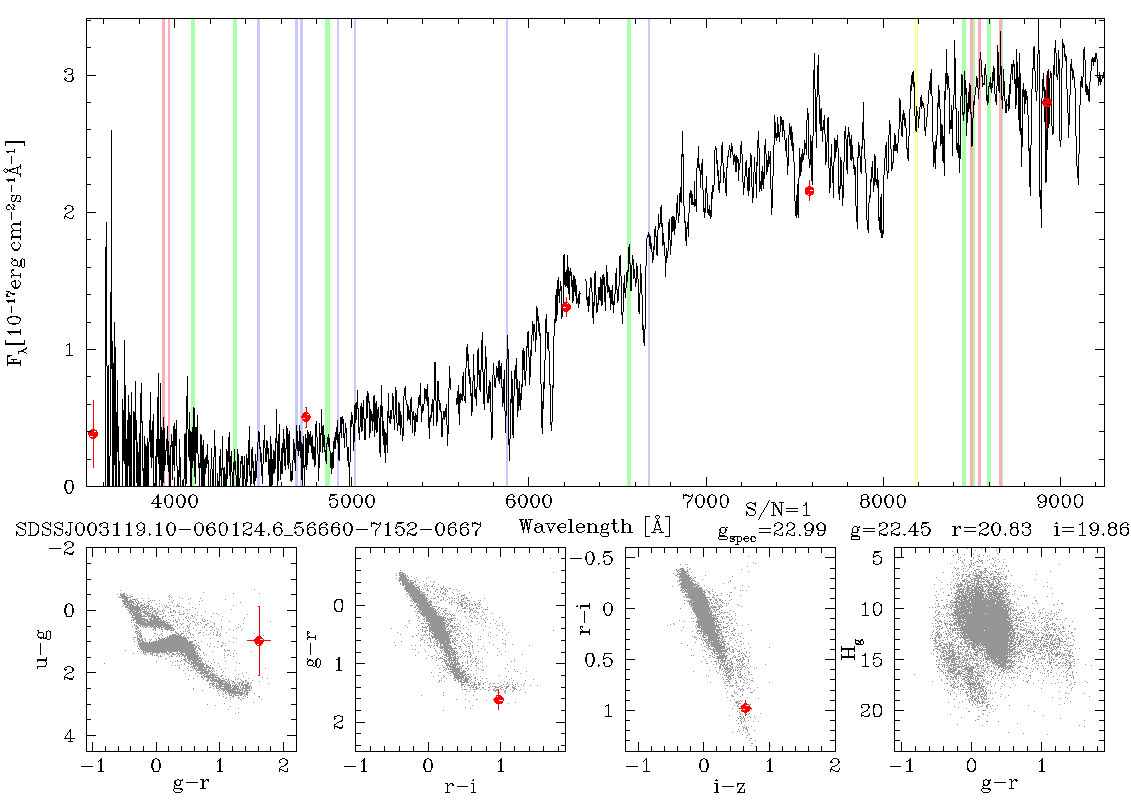 3
2
1
0
F_λ[10^−17 erg cm^−2 s^−1 Å^−1]
4000 5000 6000 7000 8000 9000
S/N=1
SDSSJ003119.10−060124.6_56660−7152−0667 Wavelength [Å] g_spec=22.99 g=22.45 r=20.83 i=19.86
−2
0
2
4
u−g
−1 0 1 2
g−r
0
1
2
g−r
−1 0 1
r−i
−0.5
0
0.5
1
r−i
−1 0 1 2
i−z
5
10
15
20
H_g
−1 0 1
g−r